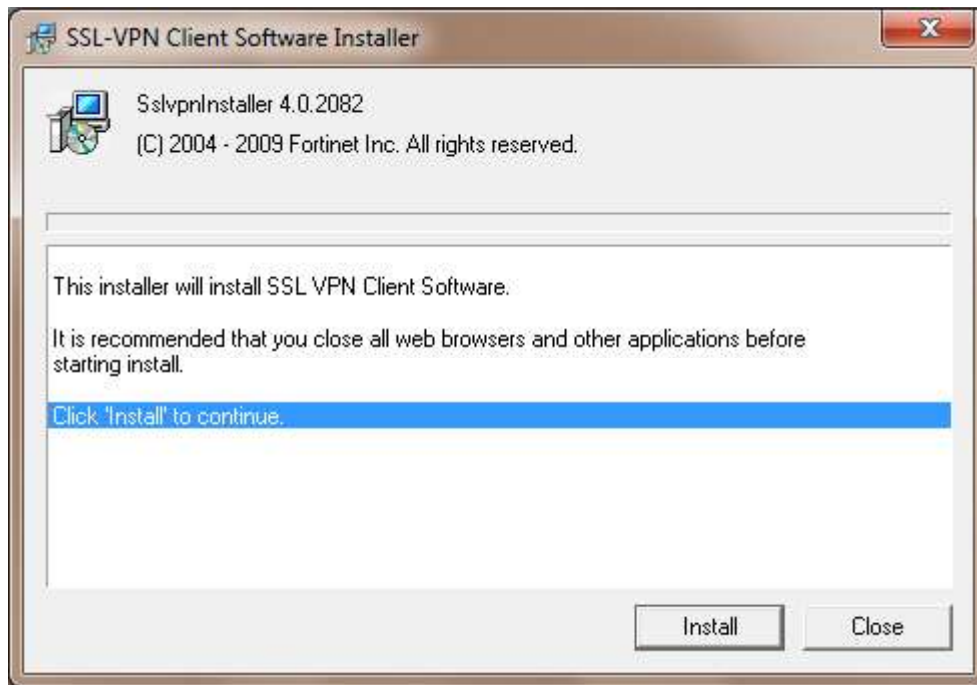 SSL-VPN Client Software Installer
SslvpnInstaller 4.0.2082
(C) 2004 - 2009 Fortinet Inc. All rights reserved.
This installer will install SSL VPN Client Software.
It is recommended that you close all web browsers and other applications before
starting install.
Click 'Install' to continue.
Install
Close